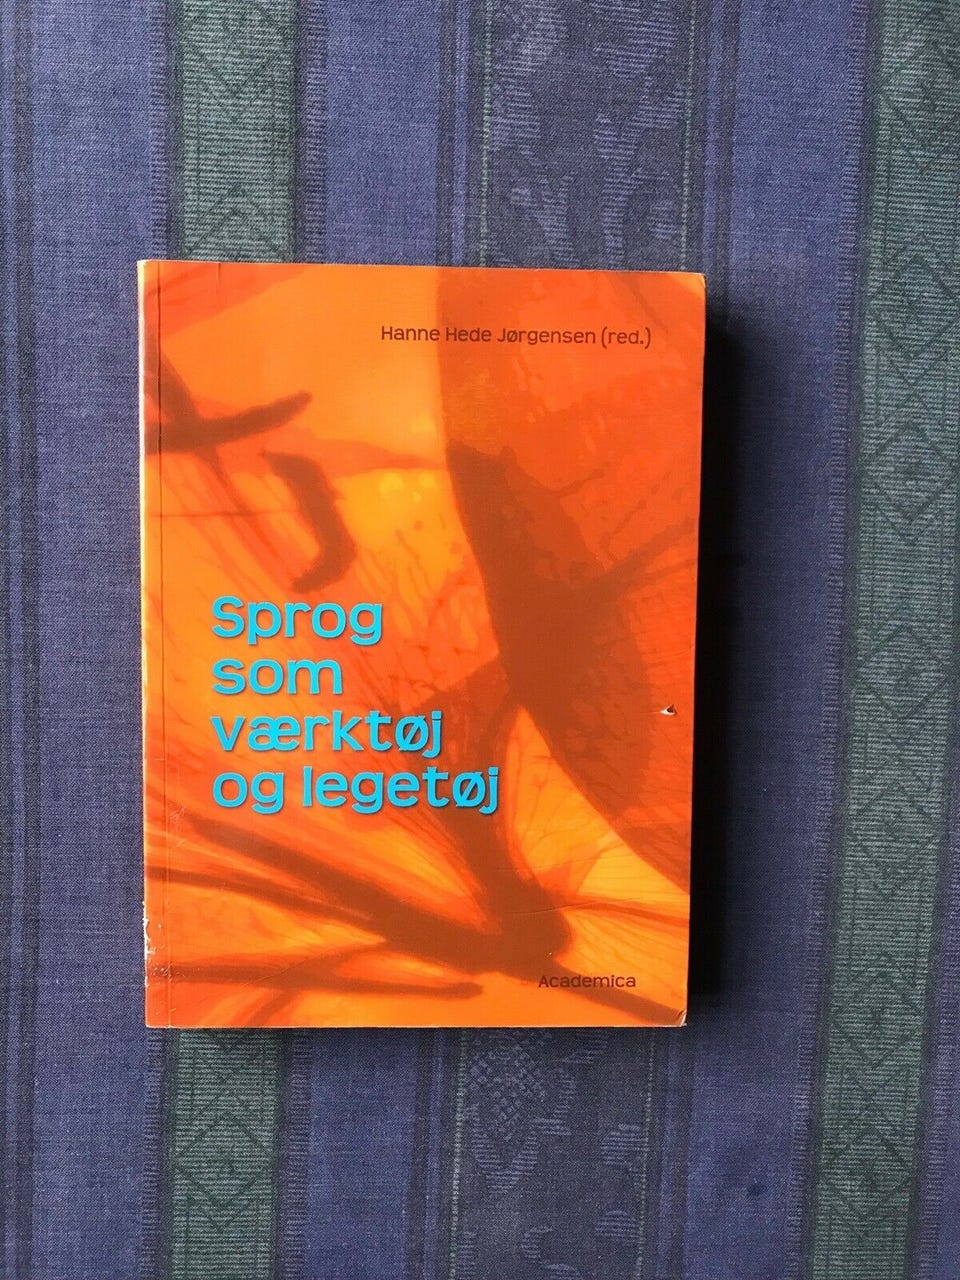 Hanne Hede Jørgensen (red.)
Sprog
som
værktøj
og legetøj
Academica